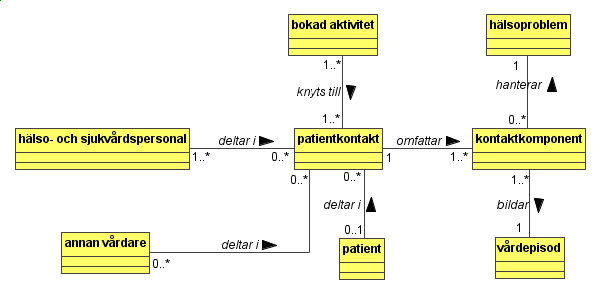 bokad aktivitet
hälsoproblem
1..*
1
knyts till
hanterar
1..*
0..*
hälso- och sjukvårdspersonal
deltar i
patientkontakt
omfattar
kontaktkomponent
1..*
0..*
1
1..*
0..*
0..*
1..*
deltar i
bildar
0..1
1
annan vårdare
deltar i
patient
vårdepisod
0..*